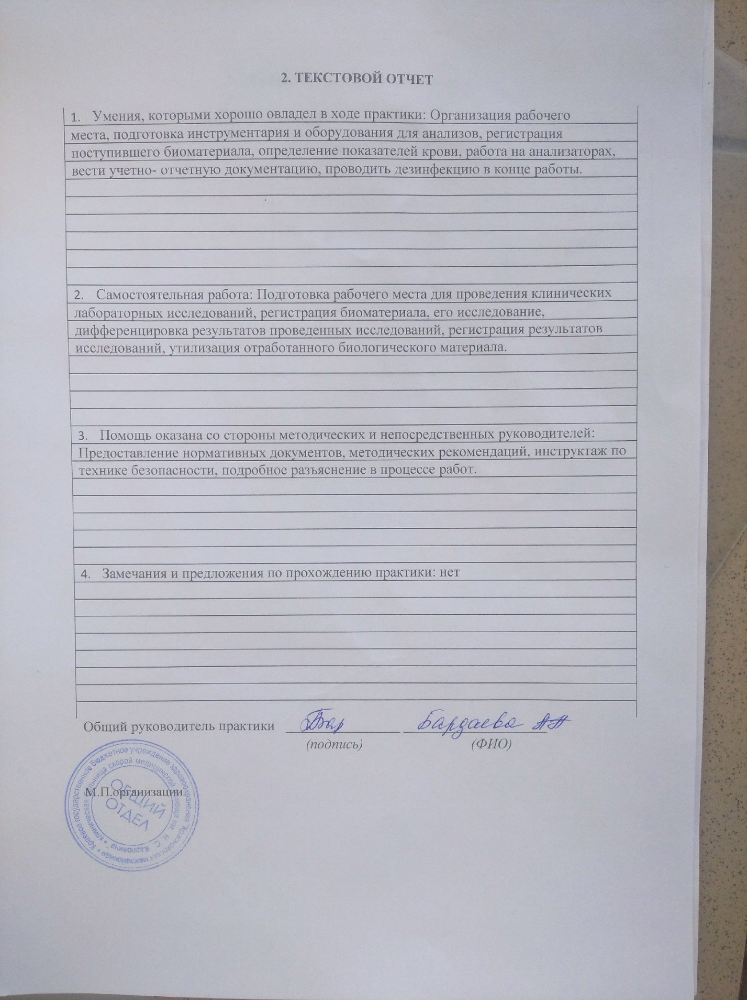 2. ТЕКСТОВОЙ ОТЧЕТ
1. Умения, которыми хорошо овладел в ходе практики: Организация рабочего
места, подготовка инструментария и оборудования для анализов, регистрация
поступившего биоматериала, определение показателей крови, работа на анализаторах,
вести учетно- отчетную документацию, проводить дезинфекцию в конце работы.
2. Самостоятельная работа: Подготовка рабочего места для проведения клинических
лабораторных исследований, регистрация биоматериала, его исследование,
дифференцировка результатов проведенных исследований, регистрация результатов
исследований, утилизация отработанного биологического материала.
3. Помощь оказана со стороны методических и непосредственных руководителей:
Предоставление нормативных документов, методических рекомендаций, инструктаж по
технике безопасности, подробное разъяснение в процессе работ.
4. Замечания и предложения по прохождению практики: нет
Общий руководитель практики Бар Бардаева
(подпись) (ФИО)
М.П.организации
Краевое государственное бюджетное учреждение здравоохранения "Красноярская межрайонная
клиническая больница скорой медицинской помощи им. Н. С. Карповича"
ОБЩИЙ
ОТДЕЛ